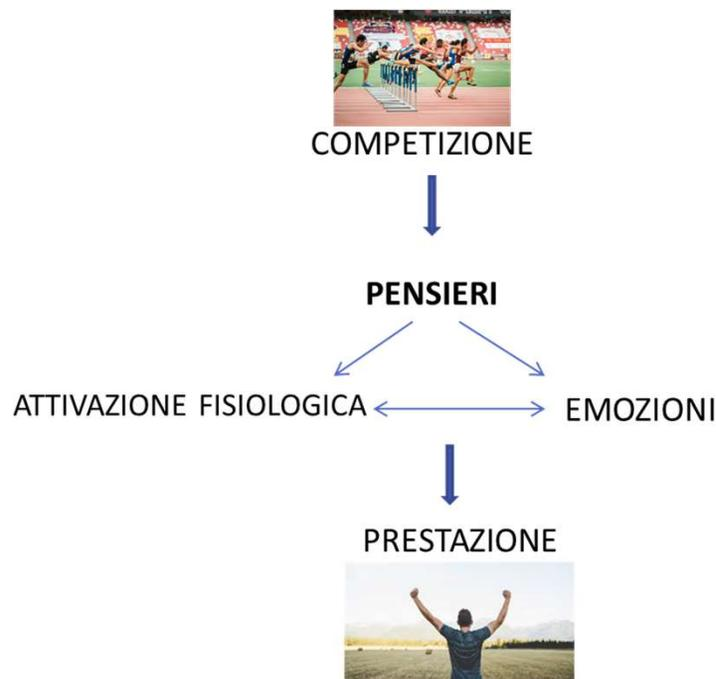 COMPETIZIONE
PENSIERI
ATTIVAZIONE FISIOLOGICA
EMOZIONI
PRESTAZIONE